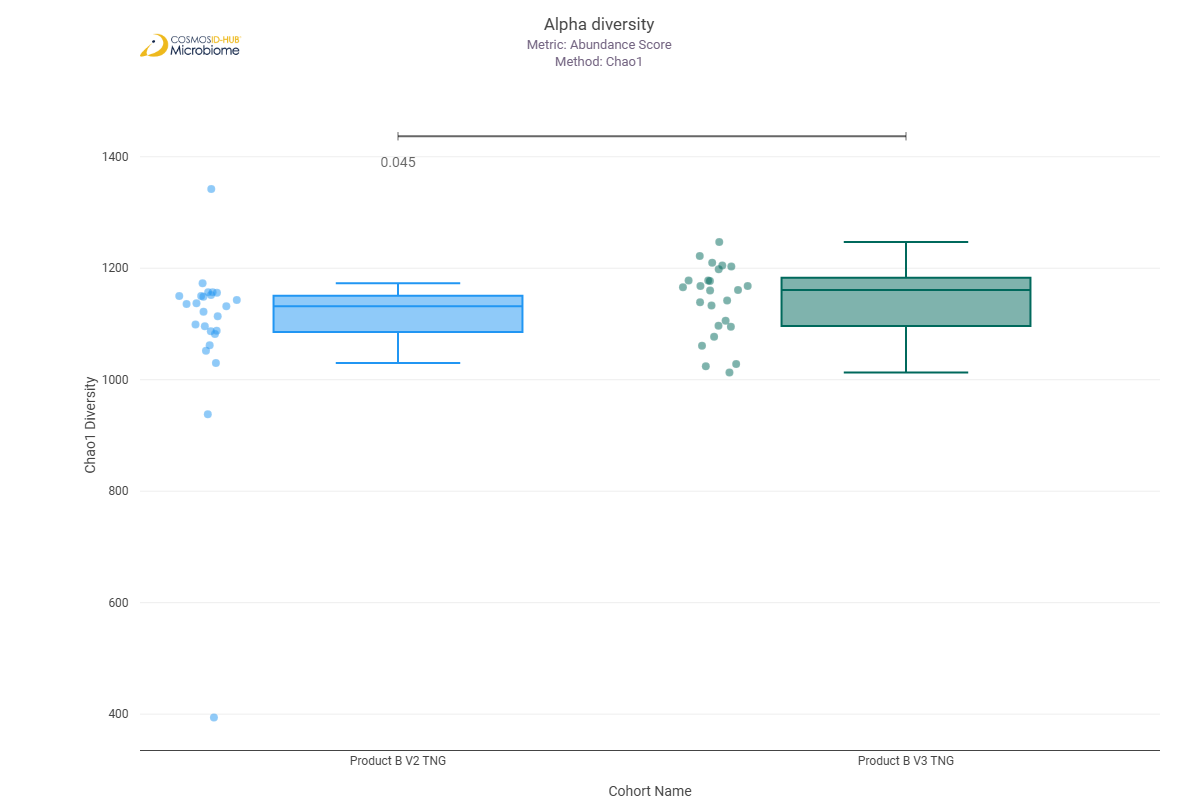 Alpha diversity
Metric: Abundance Score
Method: Chao1
COSMOSID-HUB
Microbiome
0.045
1400
1200
1000
800
600
400
Chao1 Diversity
Product B V2 TNG
Product B V3 TNG
Cohort Name